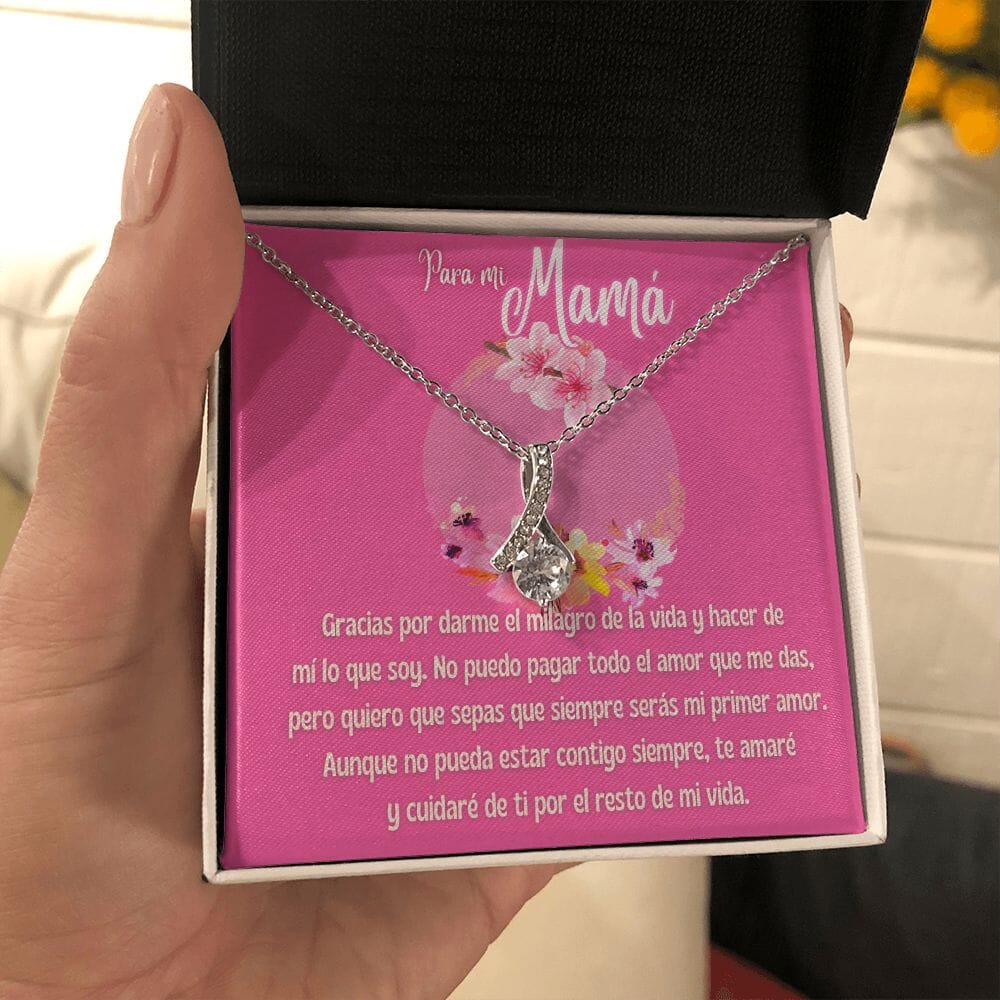 Para mi Mamá
Gracias por darme el milagro de la vida y hacer de
mí lo que soy. No puedo pagar todo el amor que me das,
pero quiero que sepas que siempre serás mi primer amor.
Aunque no pueda estar contigo siempre, te amaré
y cuidaré de ti por el resto de mi vida.